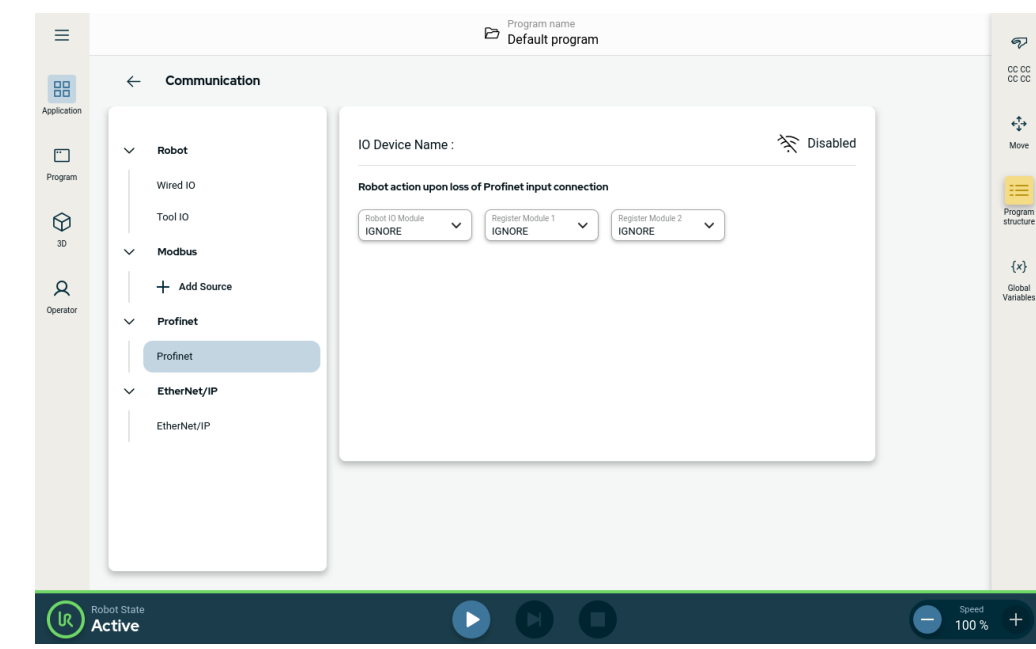 Program name
Default program
Application
Program
3D
Operator
Communication
Robot
Wired IO
Tool IO
Modbus
Add Source
Profinet
Profinet
EtherNet/IP
EtherNet/IP
IO Device Name :
Disabled
Robot action upon loss of Profinet input connection
Robot IO Module
IGNORE
Register Module 1
IGNORE
Register Module 2
IGNORE
CC CC
CC CC
Move
Program
structure
{x}
Global
Variables
Robot State
Active
Speed
100 %